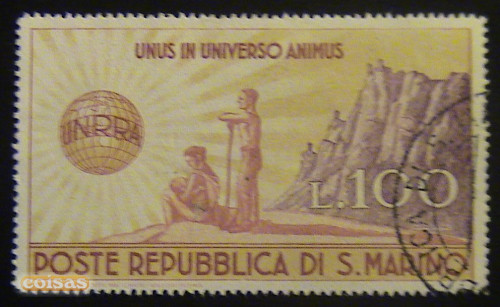 UNUS IN UNIVERSO ANIMUS
UNRRA
L.100
POSTE REPUBBLICA DI S. MARINO
coisas